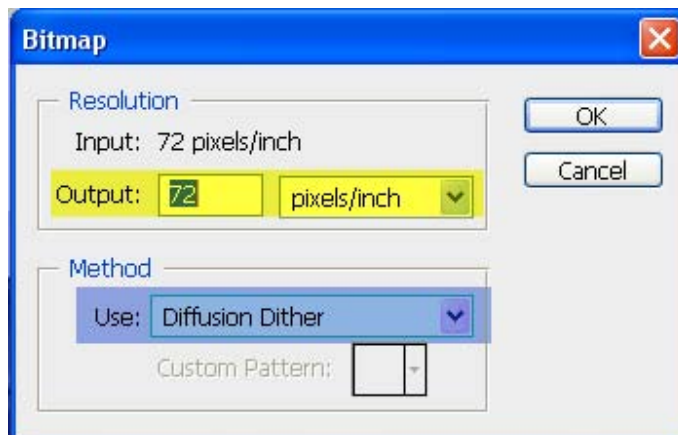 Bitmap
Resolution
Input: 72 pixels/inch
Output: 72 pixels/inch
OK
Cancel
Method
Use: Diffusion Dither
Custom Pattern: